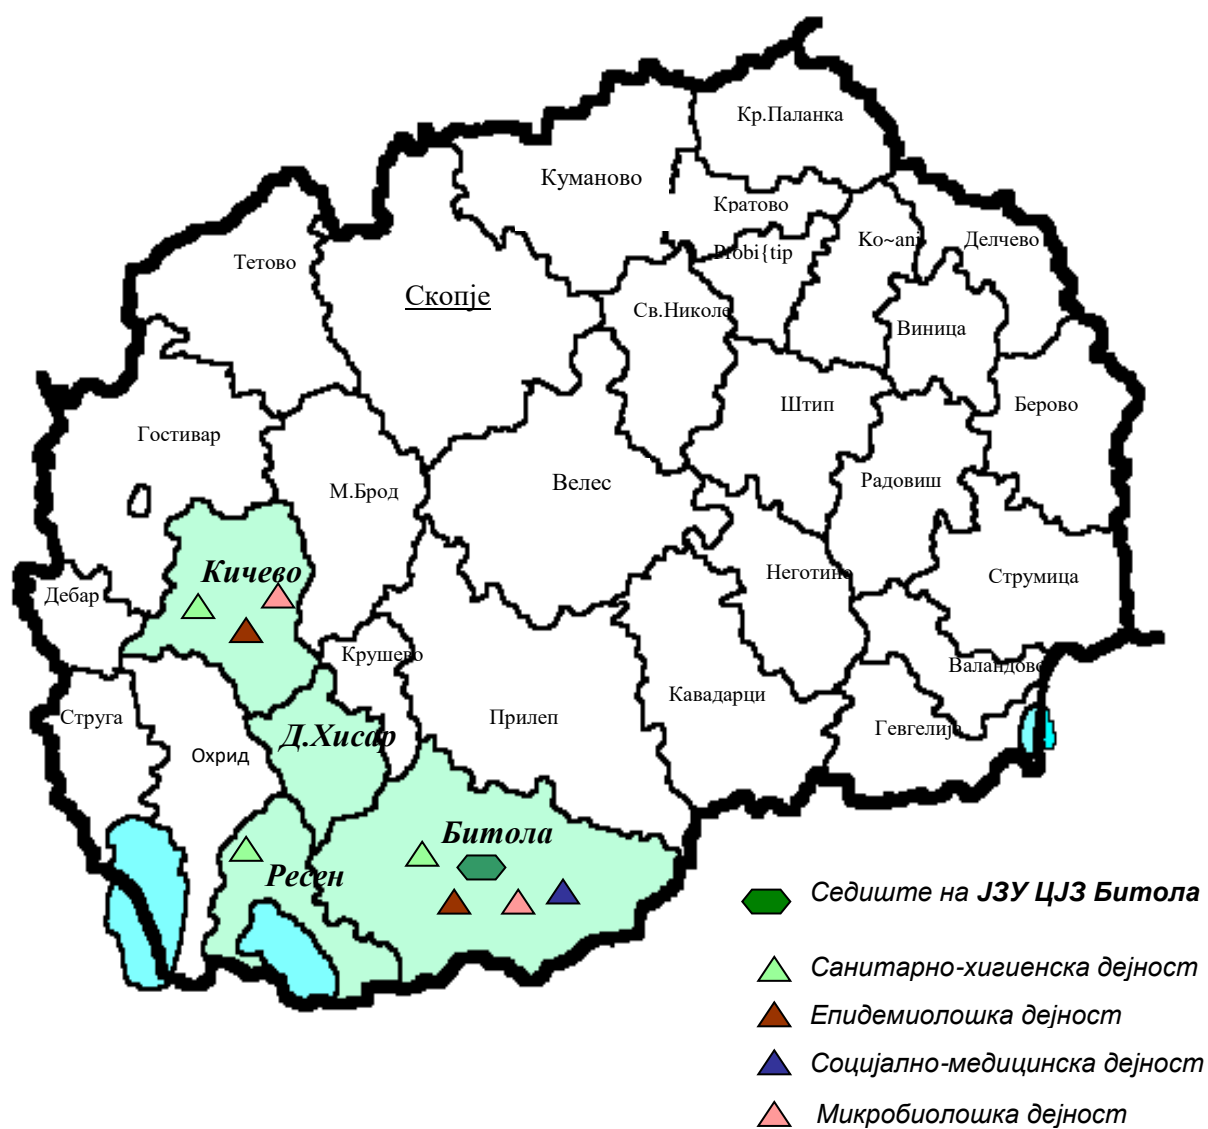 Кр.Паланка
Куманово
Кратово
Ko~ani
Делчево
Probi{tip
Тетово
Скопје
Св.Николе
Виница
Штип
Берово
Гостивар
Велес
М.Брод
Радовиш
Кичево
Неготино
Струмица
Дебар
Крушево
Валандово
Кавадарци
Струга
Прилеп
Гевгелија
Д.Хисар
Охрид
Битола
Ресен
Седиште на ЈЗУ ЦЈЗ Битола
Санитарно-хигиенска дејност
Епидемиолошка дејност
Социјално-медицинска дејност
Микробиолошка дејност